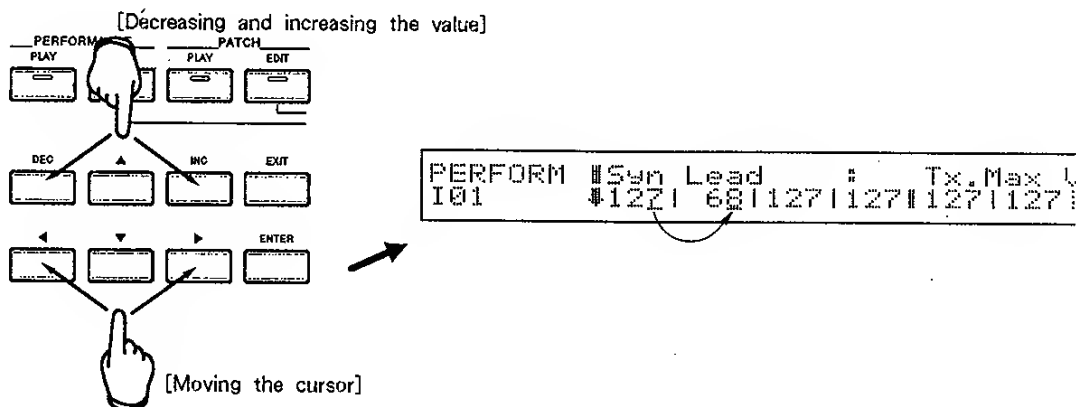 [Decreasing and increasing the value]
PATCH
PLAY PLAY EDIT
DEC ▲ INC EXIT
◀ ▼ ▶ ENTER
PERFORM Syn Lead : Tx.Max
I01 127| 68|127|127 127|127
[Moving the cursor]